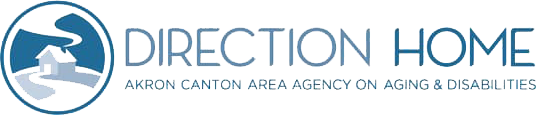 DIRECTION HOME
AKRON CANTON AREA AGENCY ON AGING & DISABILITIES